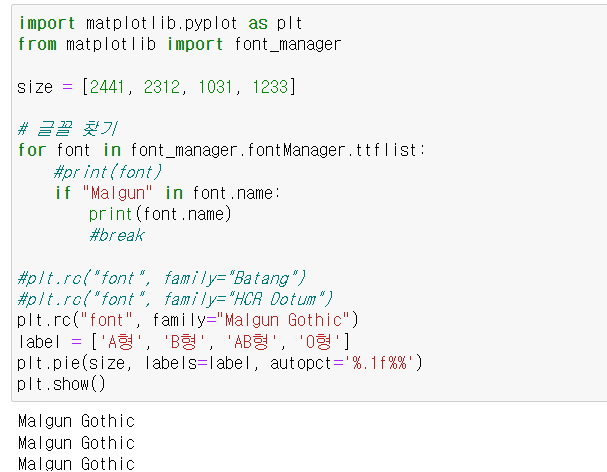 import matplotlib.pyplot as plt
from matplotlib import font_manager
size = [2441, 2312, 1031, 1233]
# 글꼴 찾기
for font in font_manager.fontManager.ttflist:
    #print(font)
    if "Malgun" in font.name:
        print(font.name)
        #break
#plt.rc("font", family="Batang")
#plt.rc("font", family="HCR Dotum")
plt.rc("font", family="Malgun Gothic")
label = ['A형', 'B형', 'AB형', 'O형']
plt.pie(size, labels=label, autopct='%.1f%%')
plt.show()
Malgun Gothic
Malgun Gothic
Malgun Gothic